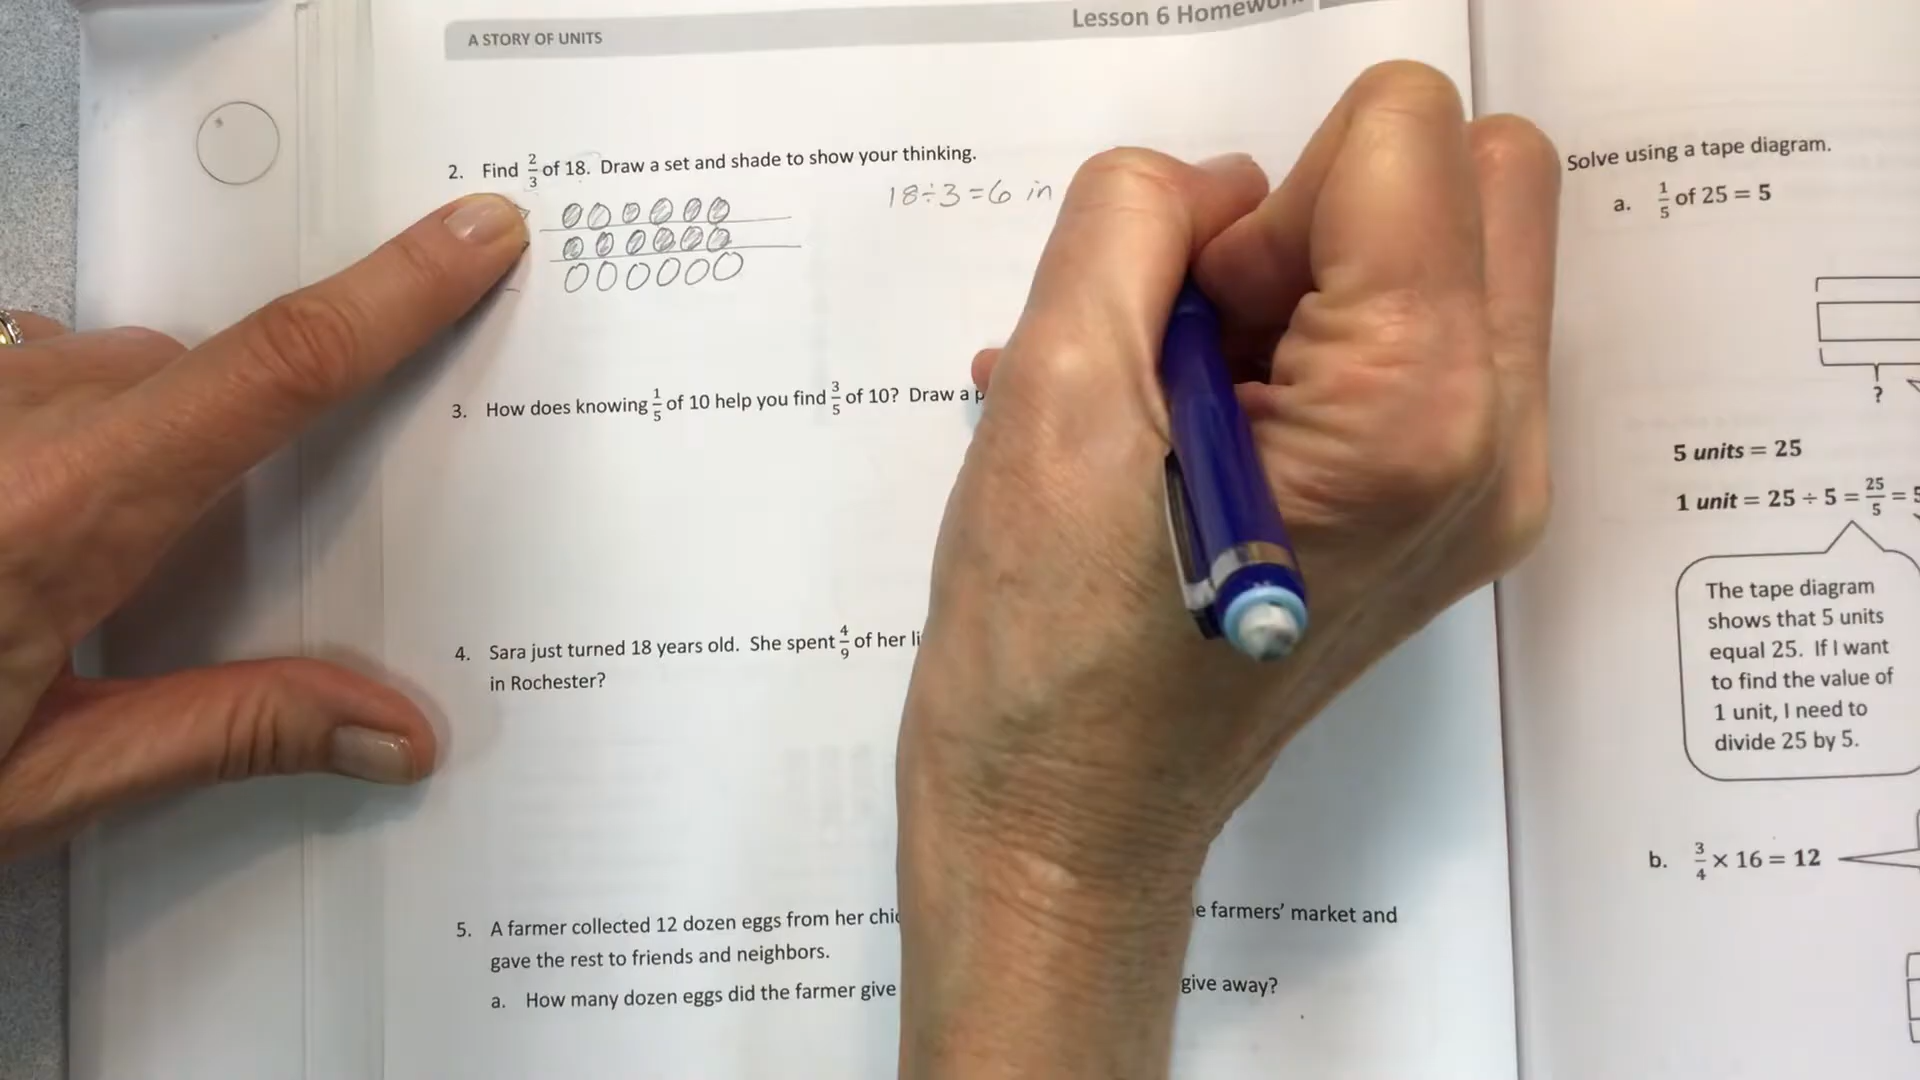 A STORY OF UNITS
Lesson 6 Homework
2. Find 2/3 of 18. Draw a set and shade to show your thinking.
18÷3=6 in
3. How does knowing 1/5 of 10 help you find 3/5 of 10? Draw a
4. Sara just turned 18 years old. She spent 4/9 of her
in Rochester?
5. A farmer collected 12 dozen eggs from her
farmers' market and
gave the rest to friends and neighbors.
a. How many dozen eggs did the farmer give
give away?
Solve using a tape diagram.
a. 1/5 of 25 = 5
?
5 units = 25
1 unit = 25 ÷ 5 = 25/5 = 5
The tape diagram
shows that 5 units
equal 25. If I want
to find the value of
1 unit, I need to
divide 25 by 5.
b. 3/4 × 16 = 12